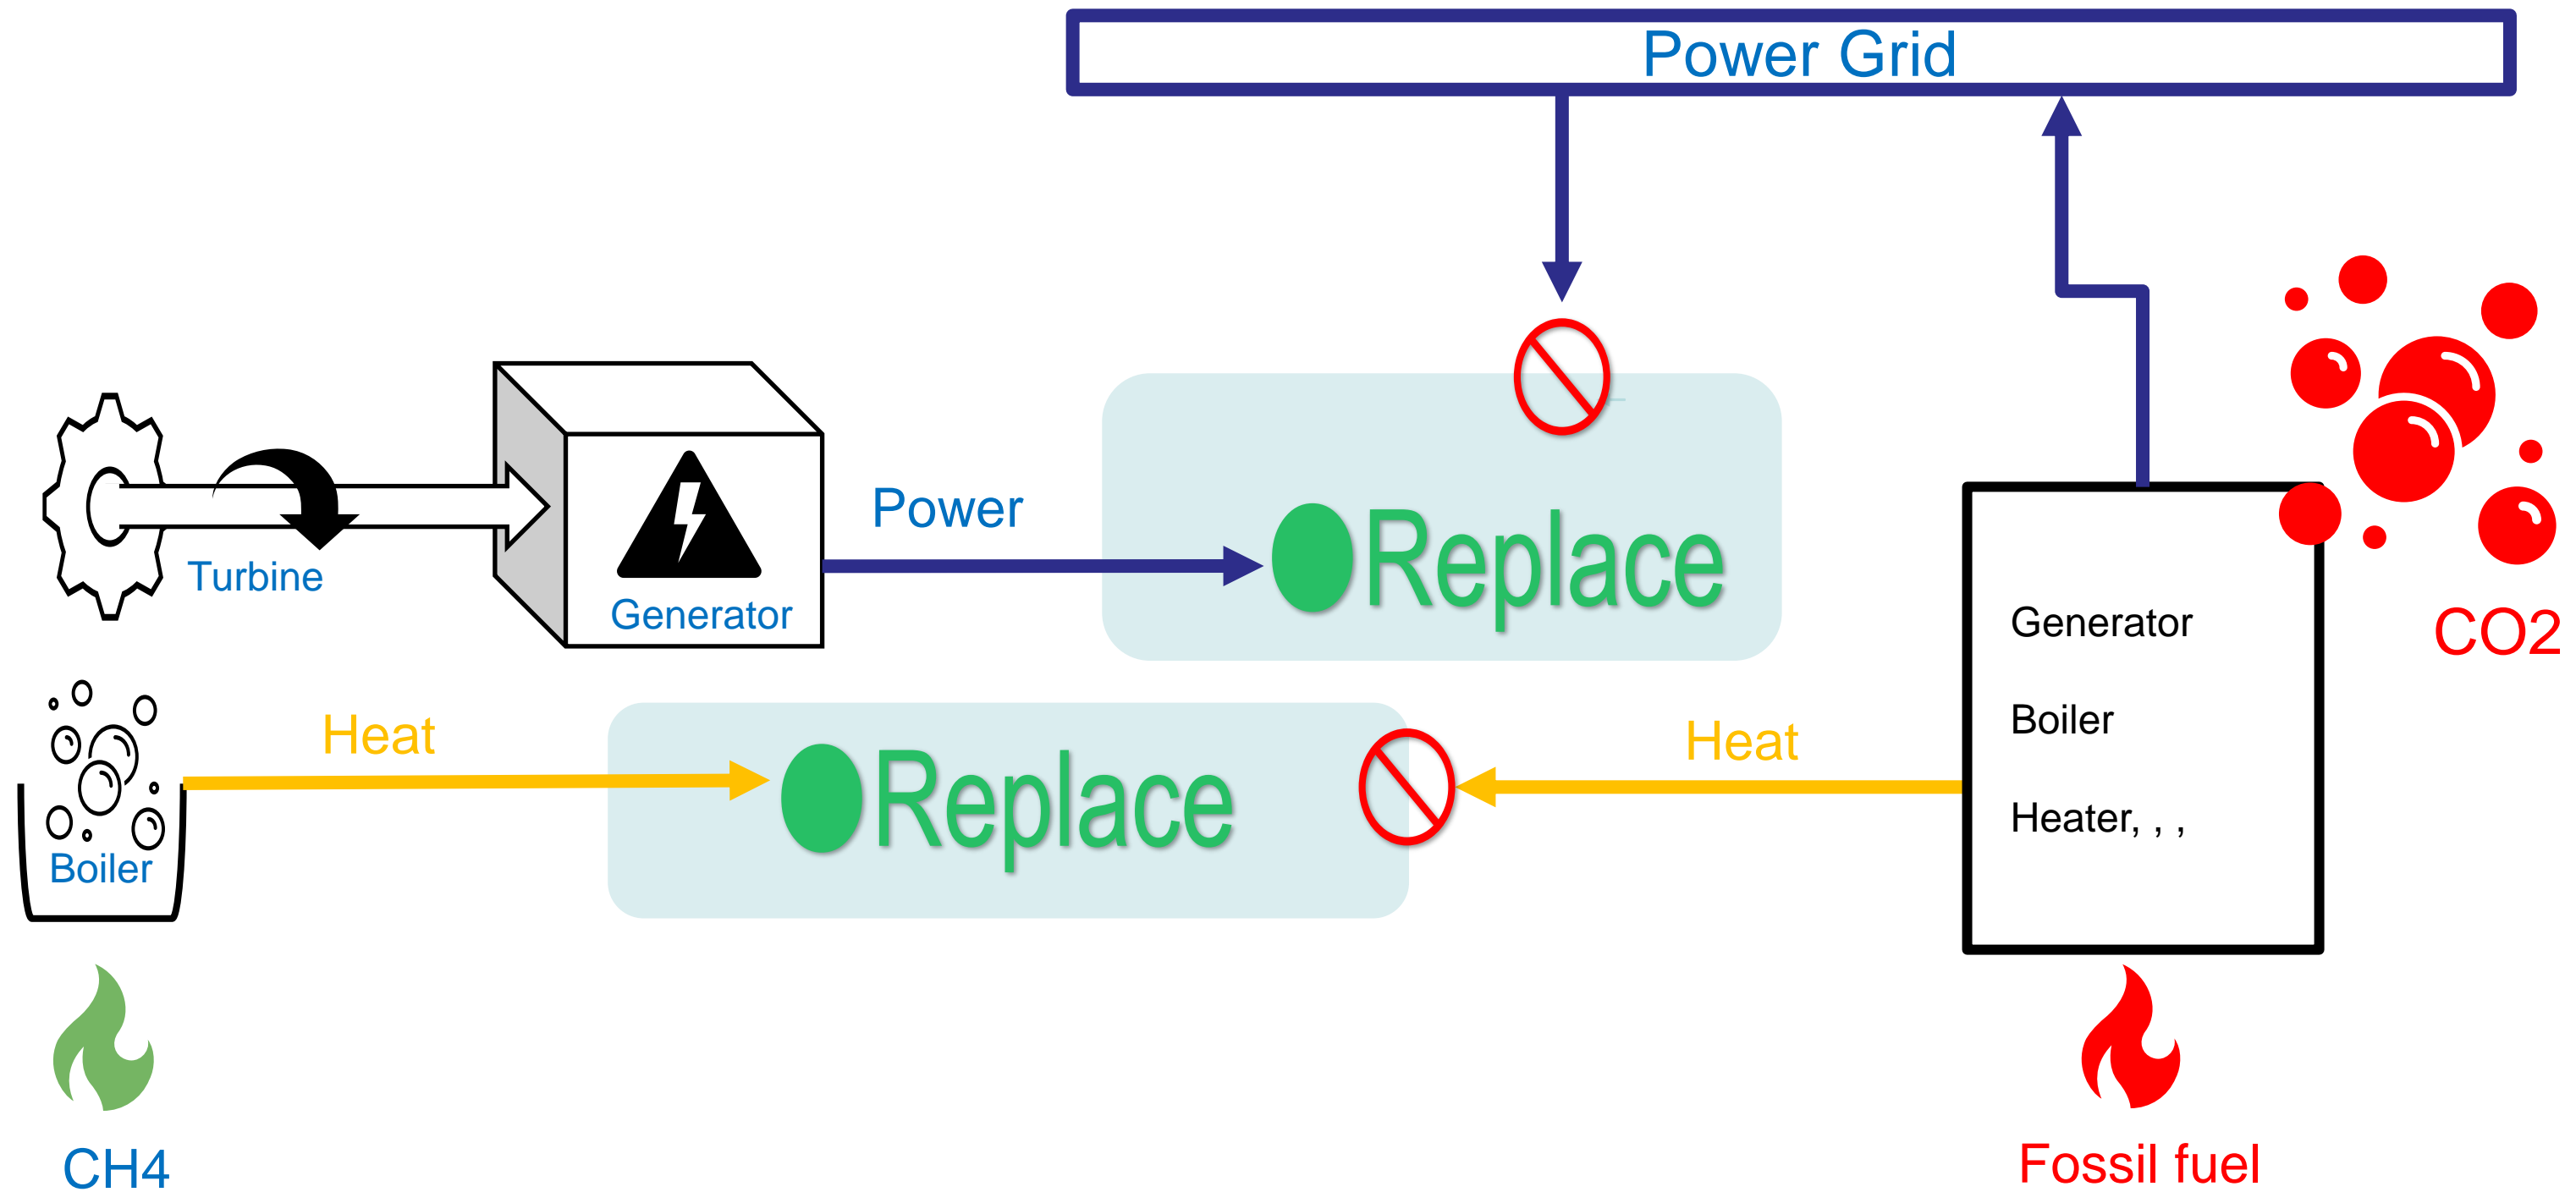 Power Grid
Power
Replace
Turbine
Generator
Generator
CO2
Heat
Replace
Heat
Boiler
Heater, , ,
Boiler
CH4
Fossil fuel